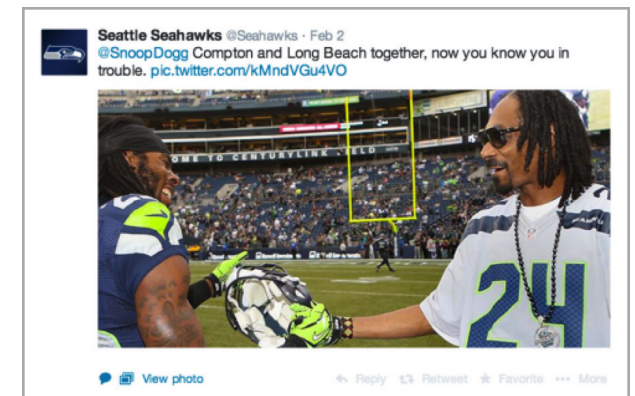 Seattle Seahawks @Seahawks · Feb 2
@SnoopDogg Compton and Long Beach together, now you know you in
trouble. pic.twitter.com/kMndVGu4VO
OME TO CENTURYLINK FIELD
24
View photo
Reply Retweet Favorite ••• More